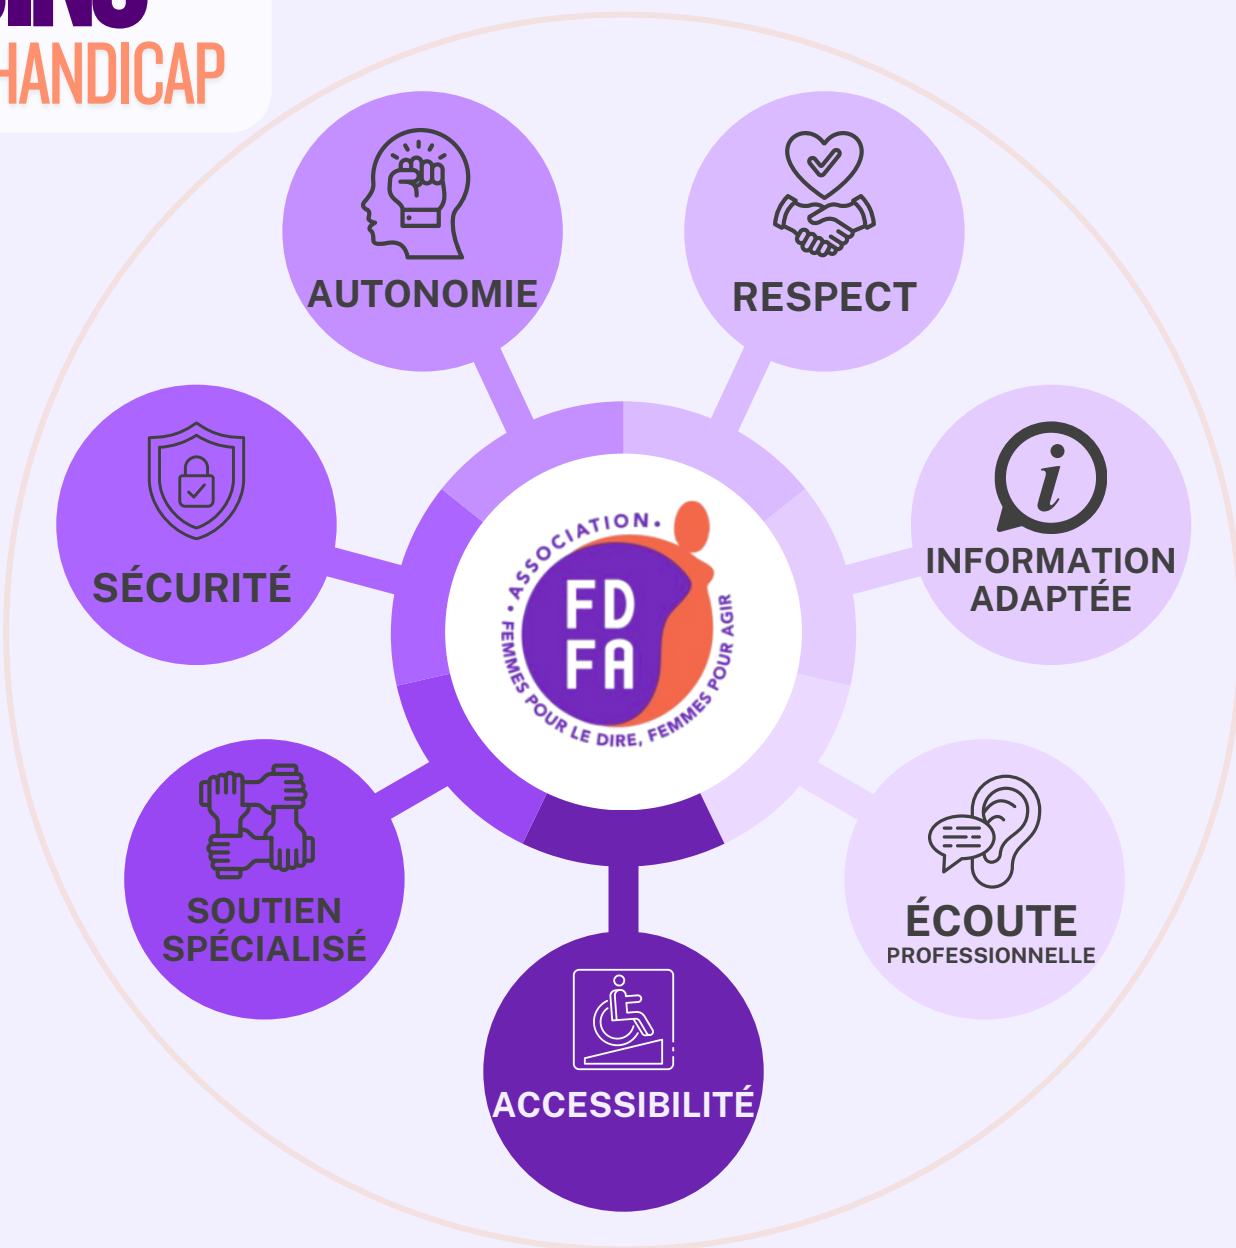 HANDICAP
AUTONOMIE
RESPECT
SÉCURITÉ
INFORMATION
ADAPTÉE
• ASSOCIATION •
FD
FA
FEMMES POUR LE DIRE, FEMMES POUR AGIR
SOUTIEN
SPÉCIALISÉ
ÉCOUTE
PROFESSIONNELLE
ACCESSIBILITÉ